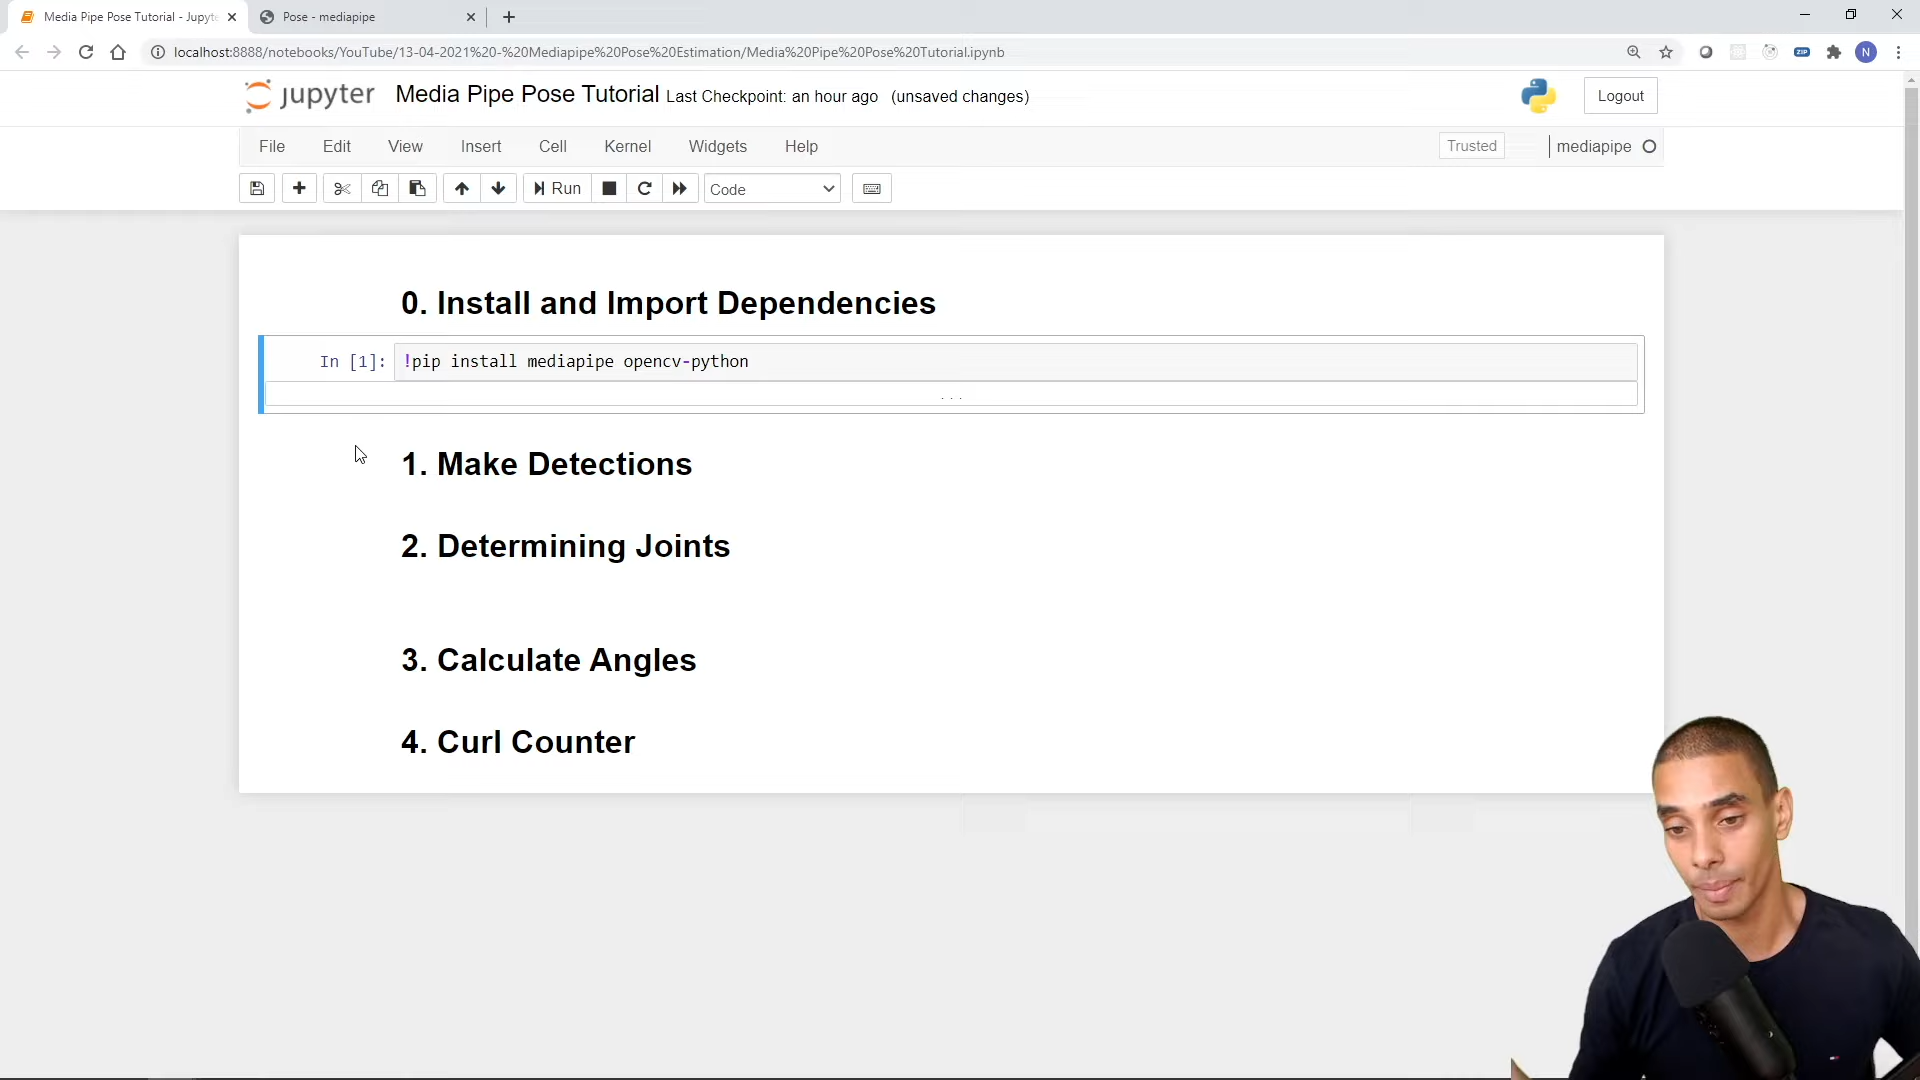 Media Pipe Pose Tutorial - Jupyte
Pose - mediapipe
localhost:8888/notebooks/YouTube/13-04-2021%20-%20Mediapipe%20Pose%20Estimation/Media%20Pipe%20Pose%20Tutorial.ipynb
ZIP
N
jupyter Media Pipe Pose Tutorial Last Checkpoint: an hour ago (unsaved changes)
Logout
File Edit View Insert Cell Kernel Widgets Help
Trusted
mediapipe
Run
Code
0. Install and Import Dependencies
In [1]: !pip install mediapipe opencv-python
...
1. Make Detections
2. Determining Joints
3. Calculate Angles
4. Curl Counter